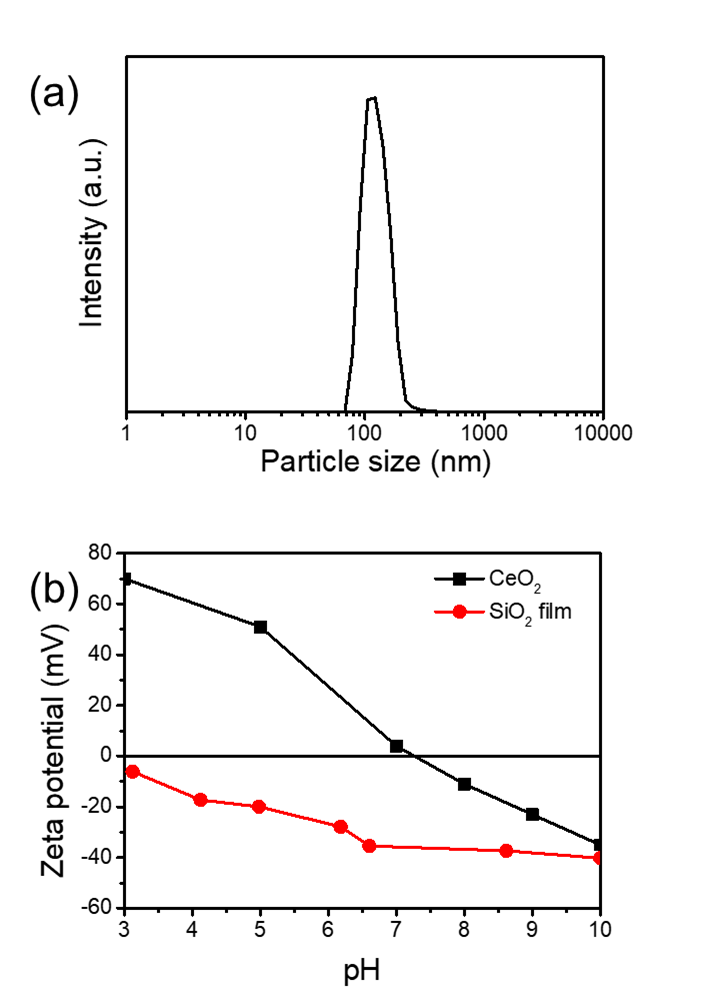 (a)
Intensity (a.u.)
1 10 100 1000 10000
Particle size (nm)
(b)
Zeta potential (mV)
80
60
40
20
0
-20
-40
-60
CeO₂
SiO₂ film
3 4 5 6 7 8 9 10
pH